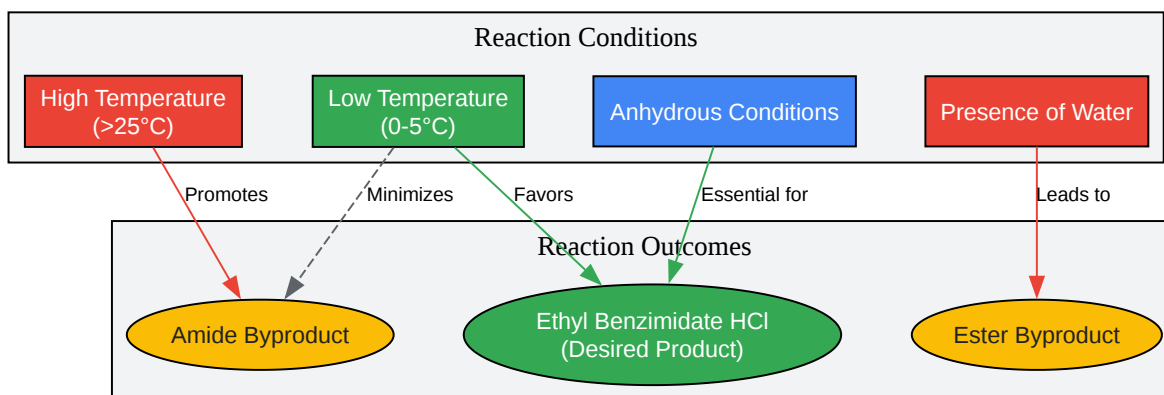 Reaction Conditions
High Temperature
(>25°C)
Low Temperature
(0-5°C)
Anhydrous Conditions
Presence of Water
Promotes
Minimizes
Favors
Essential for
Leads to
Reaction Outcomes
Amide Byproduct
Ethyl Benzimidate HCl
(Desired Product)
Ester Byproduct